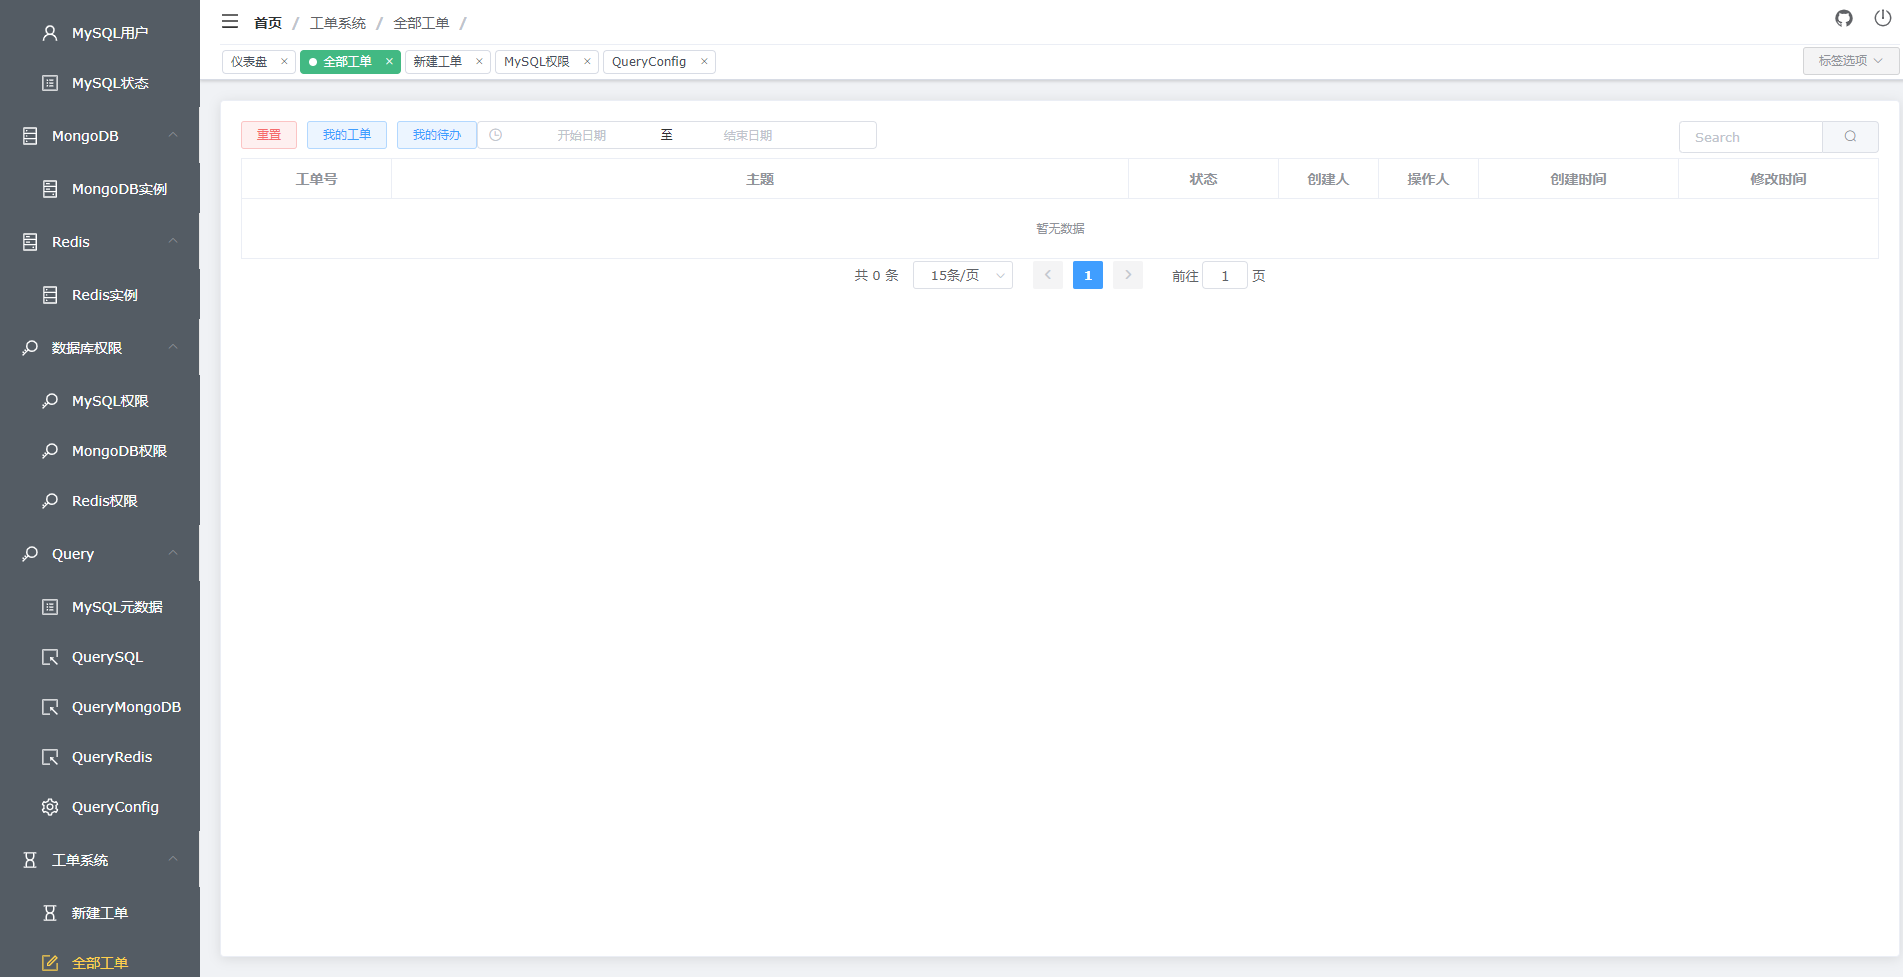 MySQL用户
MySQL状态
MongoDB
MongoDB实例
Redis
Redis实例
数据库权限
MySQL权限
MongoDB权限
Redis权限
Query
MySQL元数据
QuerySQL
QueryMongoDB
QueryRedis
QueryConfig
工单系统
新建工单
全部工单
首页 / 工单系统 / 全部工单 /
仪表盘 × 全部工单 × 新建工单 × MySQL权限 × QueryConfig × 标签选项
重置 我的工单 我的待办 开始日期 至 结束日期 Search
工单号 主题 状态 创建人 操作人 创建时间 修改时间
暂无数据
共 0 条 15条/页 1 前往 1 页